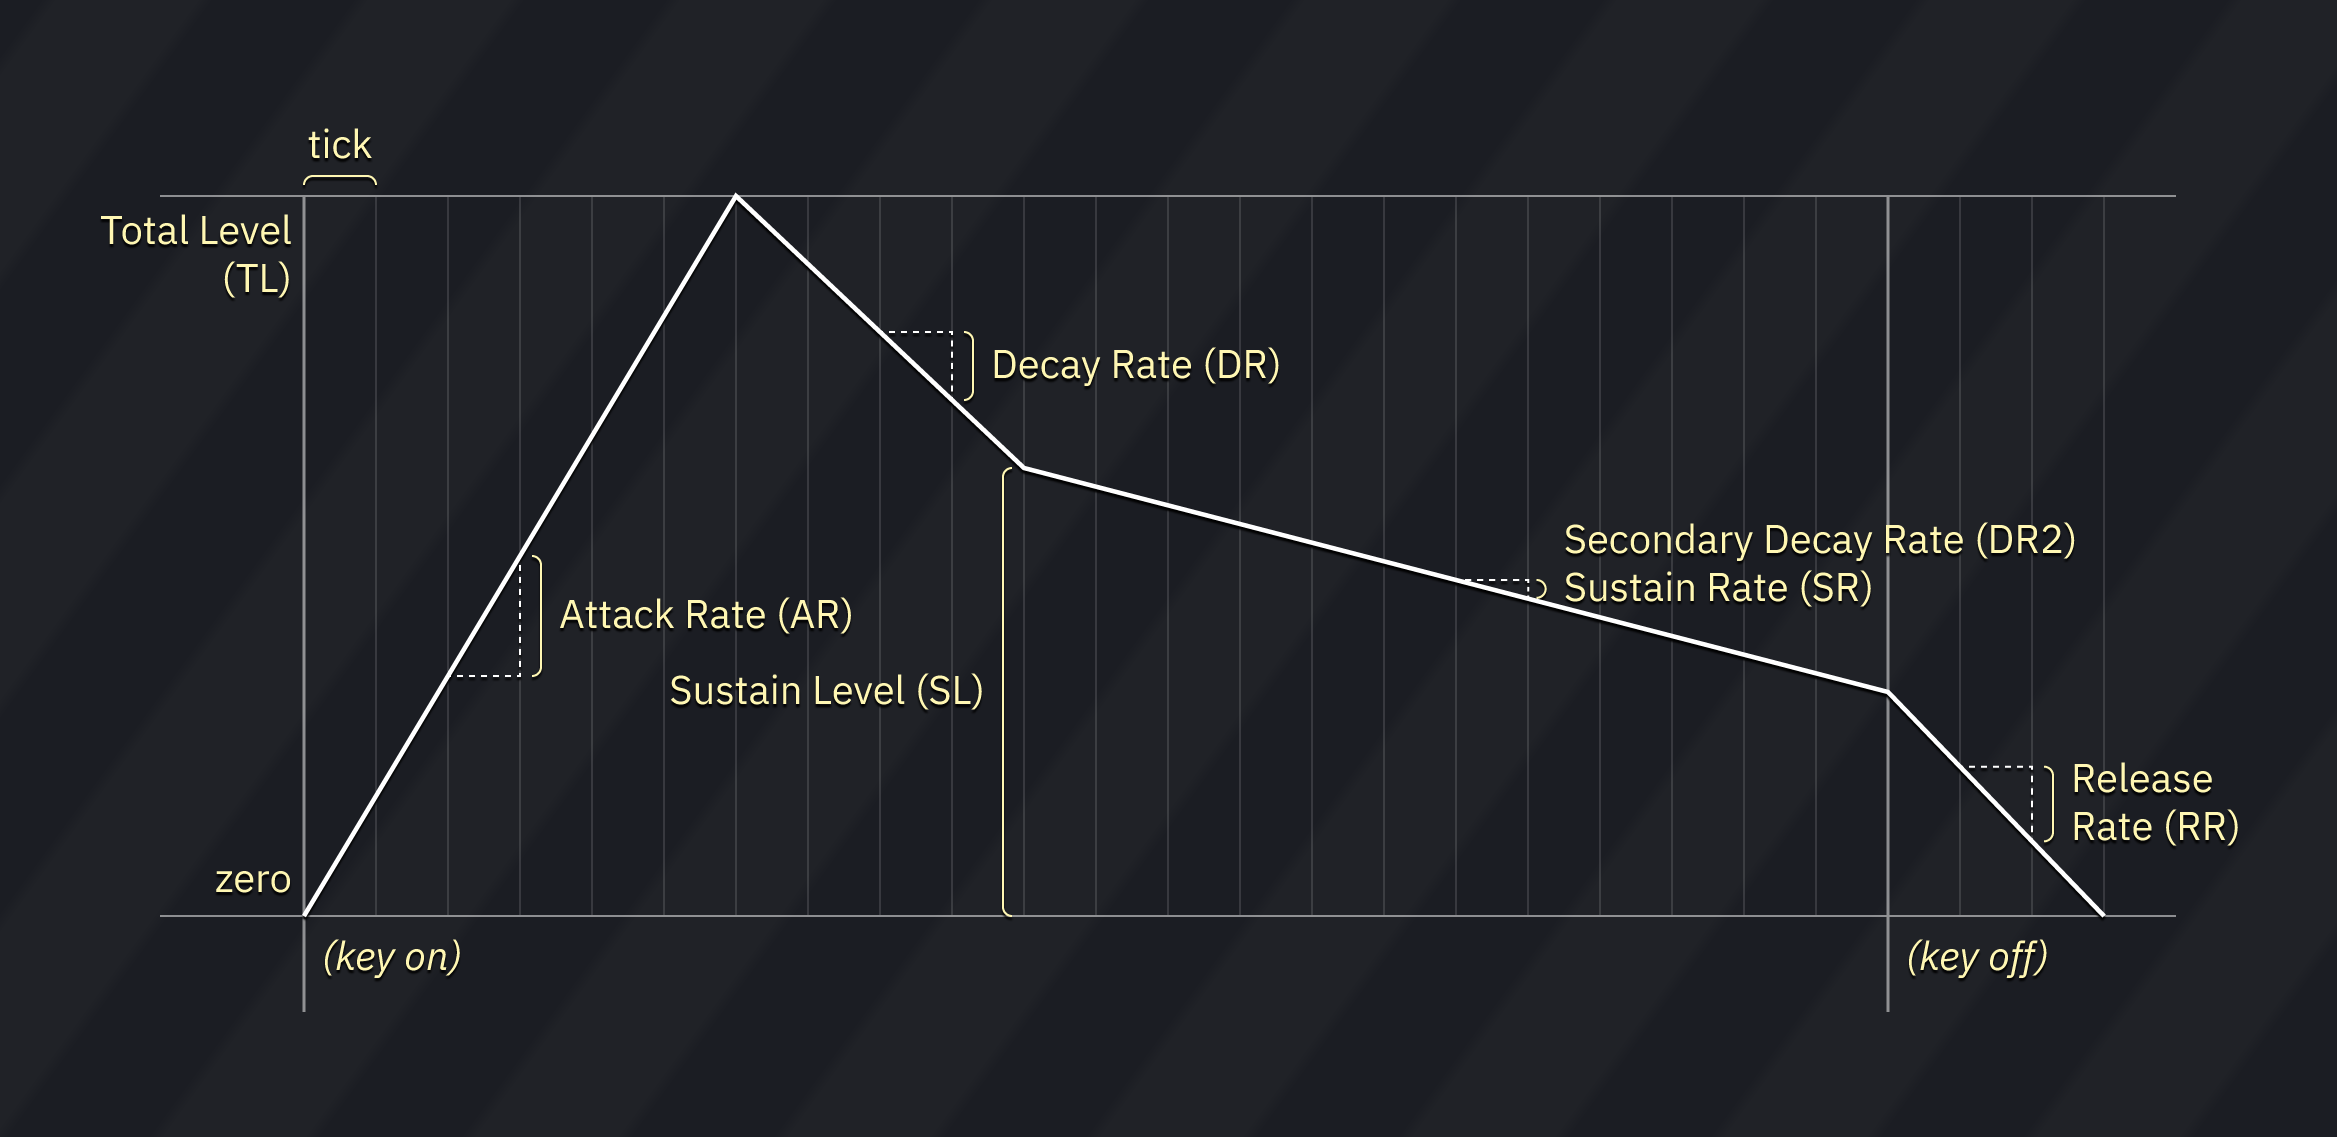 tick
Total Level
(TL)
Decay Rate (DR)
Secondary Decay Rate (DR2)
Sustain Rate (SR)
Attack Rate (AR)
Sustain Level (SL)
Release
Rate (RR)
zero
(key on)
(key off)